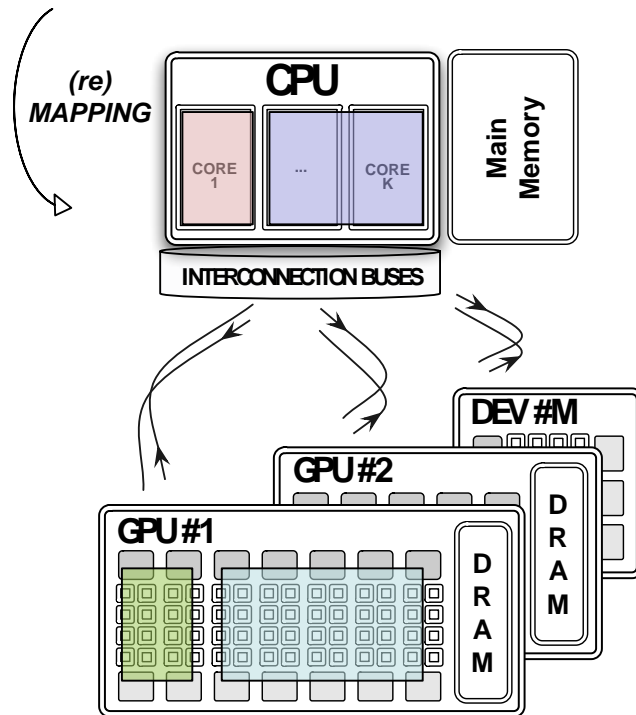 (re)
MAPPING
CPU
CORE
1
...
CORE
K
Main
Memory
INTERCONNECTION BUSES
DEV #M
GPU #2
D
R
A
M
GPU #1
D
R
A
M